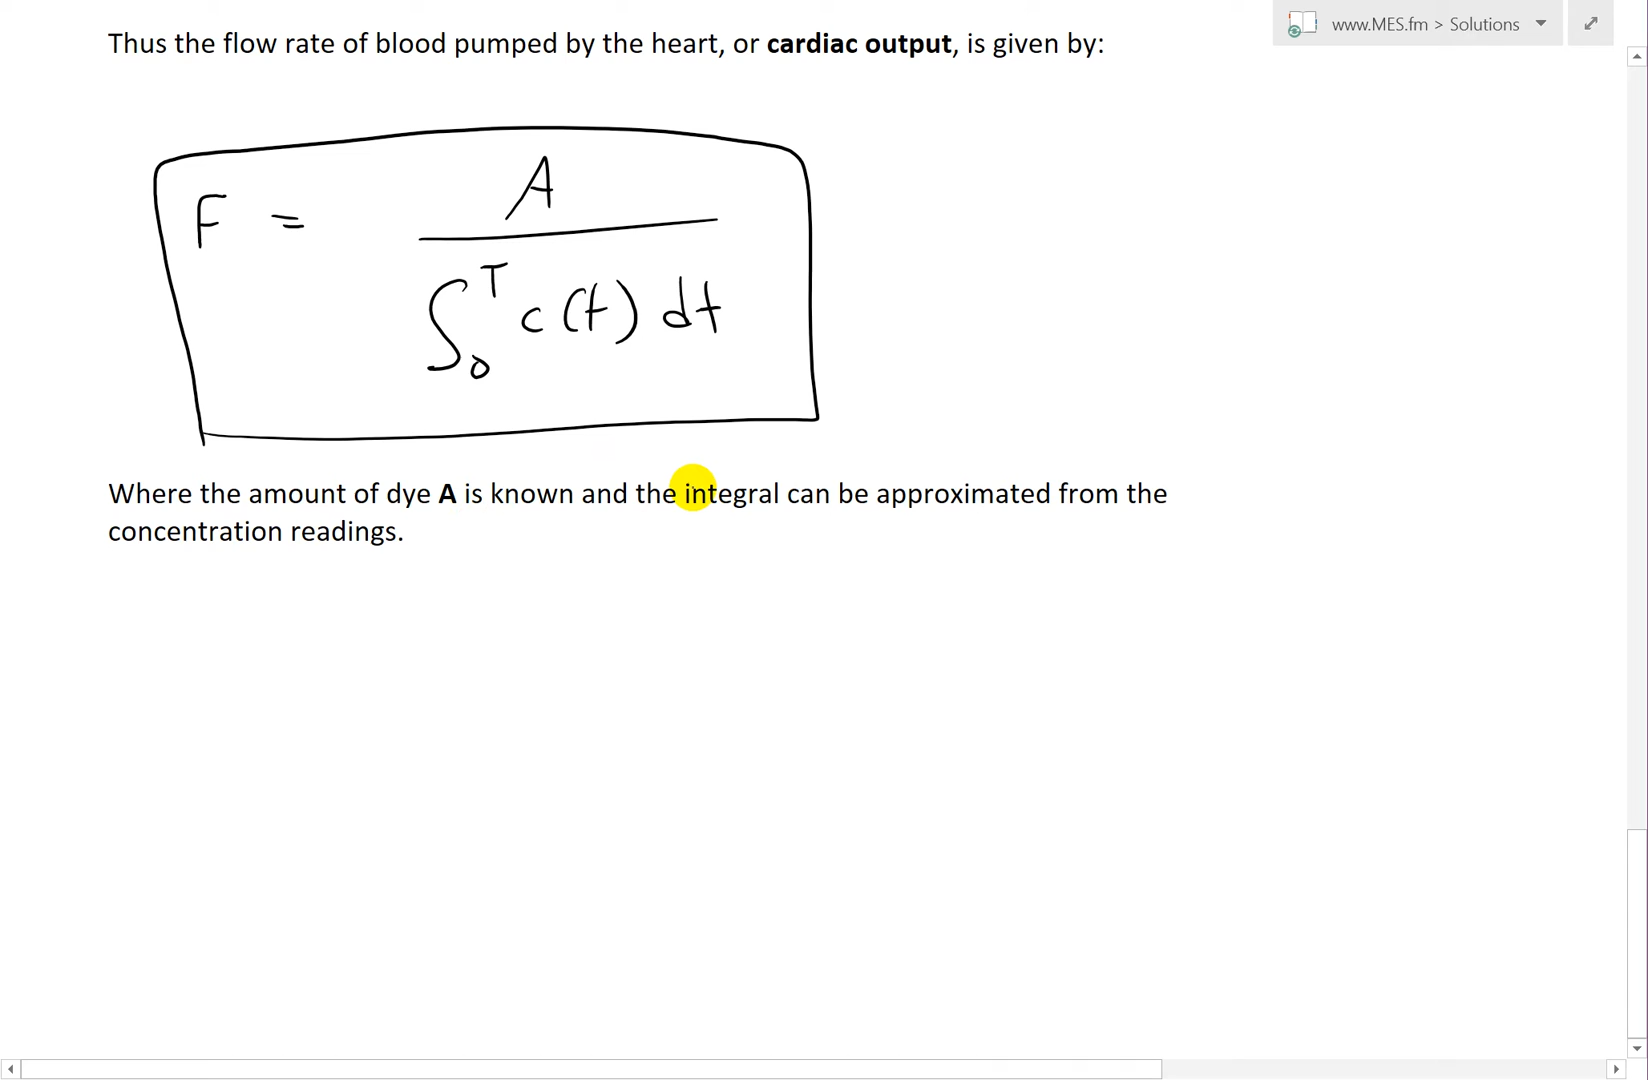 www.MES.fm > Solutions
Thus the flow rate of blood pumped by the heart, or cardiac output, is given by:
F = A
∫₀ᵀ c(t) dt
Where the amount of dye A is known and the integral can be approximated from the
concentration readings.